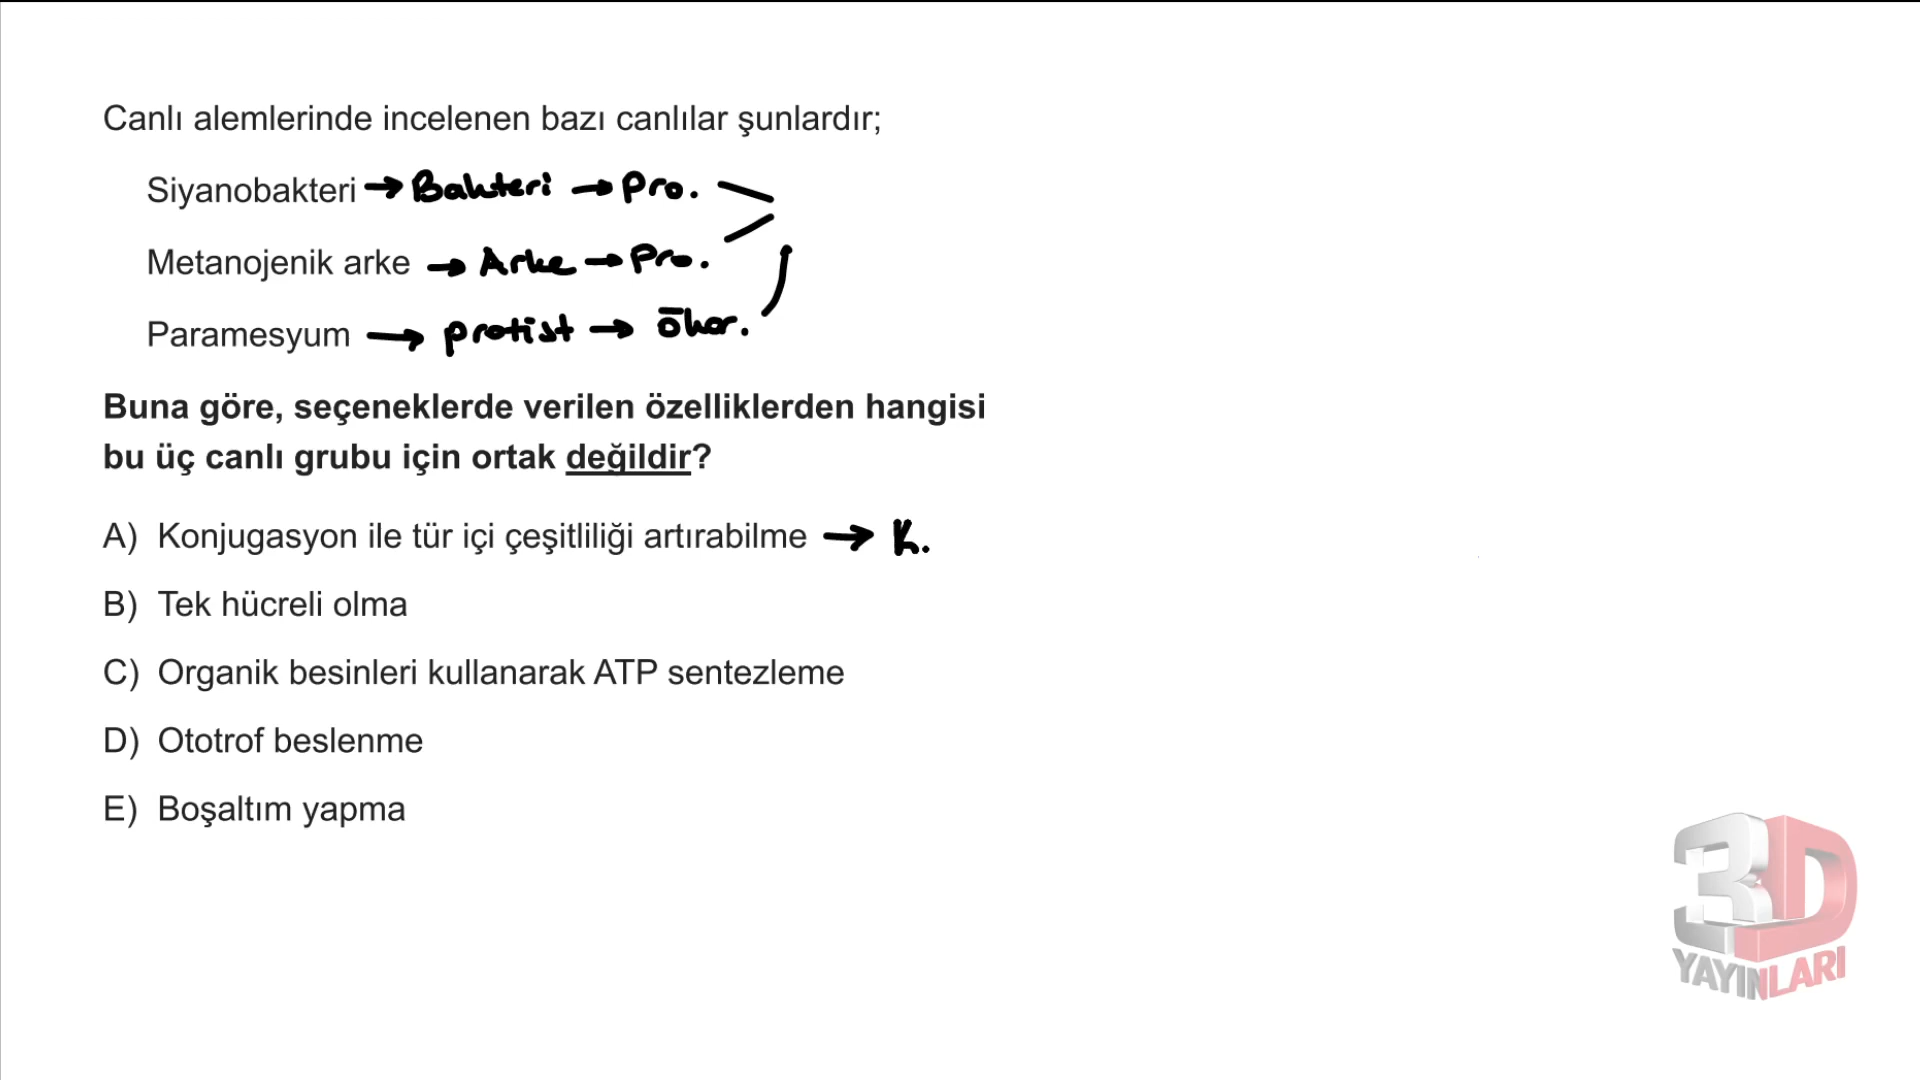 Canlı alemlerinde incelenen bazı canlılar şunlardır;
Siyanobakteri → Bakteri → Pro.
Metanojenik arke → Arke → Pro.
Paramesyum → protist → Ökar.
Buna göre, seçeneklerde verilen özelliklerden hangisi
bu üç canlı grubu için ortak değildir?
A) Konjugasyon ile tür içi çeşitliliği artırabilme → K.
B) Tek hücreli olma
C) Organik besinleri kullanarak ATP sentezleme
D) Ototrof beslenme
E) Boşaltım yapma
3D
YAYINLARI